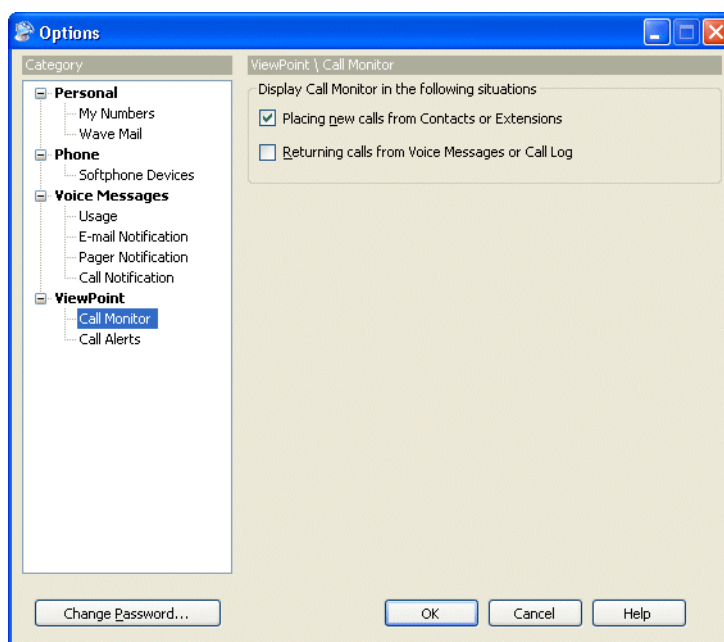 Options
Category
Personal
My Numbers
Wave Mail
Phone
Softphone Devices
Voice Messages
Usage
E-mail Notification
Pager Notification
Call Notification
ViewPoint
Call Monitor
Call Alerts
ViewPoint \ Call Monitor
Display Call Monitor in the following situations
Placing new calls from Contacts or Extensions
Returning calls from Voice Messages or Call Log
Change Password...
OK
Cancel
Help